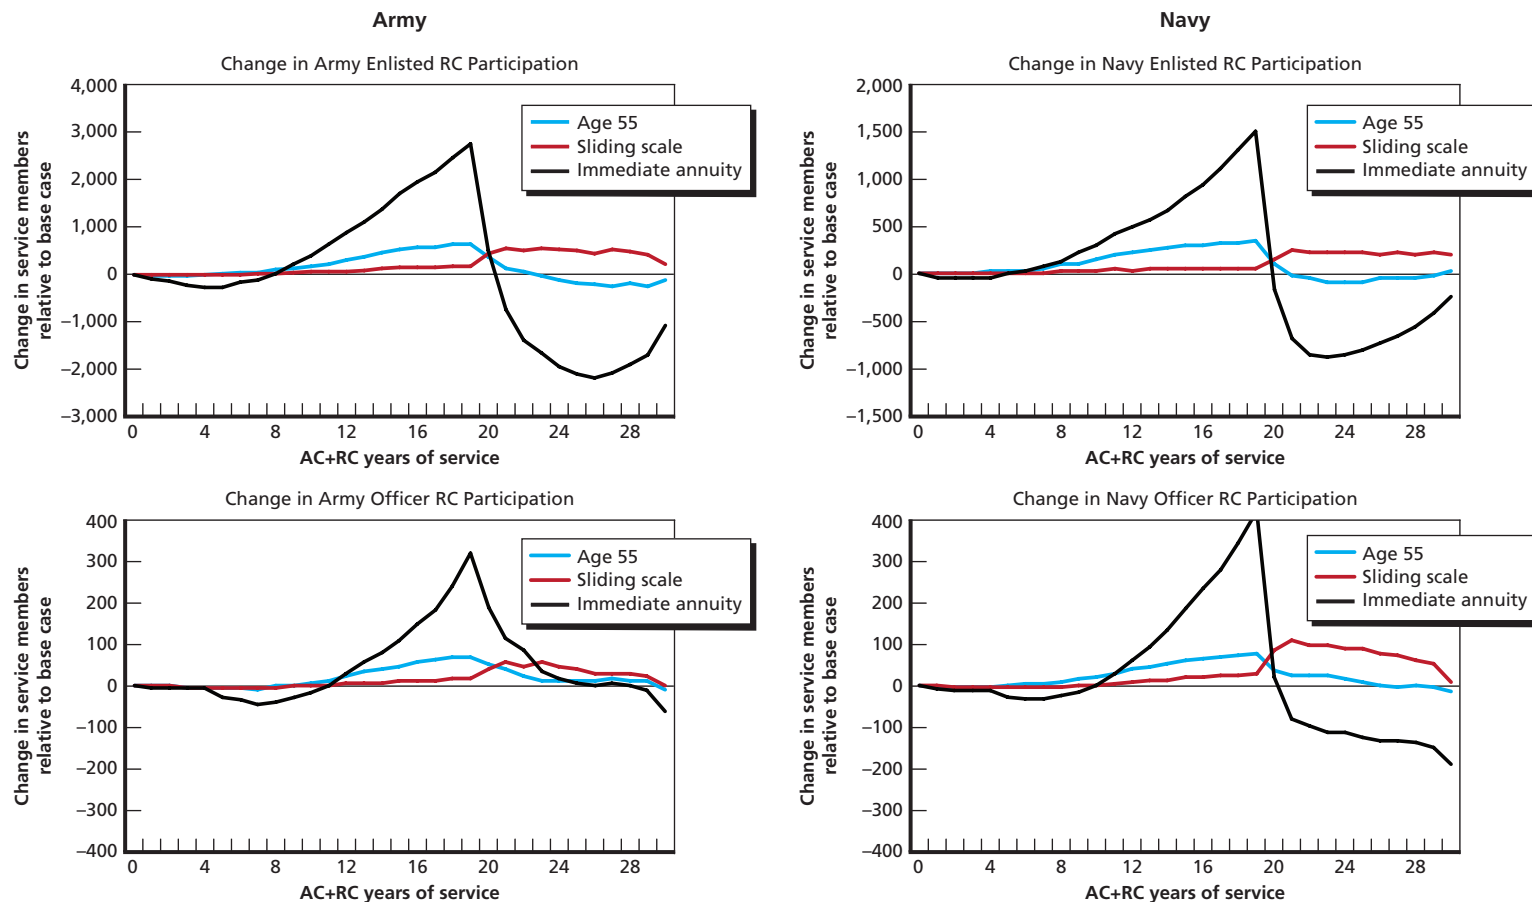 Army
Change in Army Enlisted RC Participation
Change in service members
relative to base case
4,000
3,000
2,000
1,000
0
–1,000
–2,000
–3,000
Age 55
Sliding scale
Immediate annuity
0 4 8 12 16 20 24 28
AC+RC years of service
Navy
Change in Navy Enlisted RC Participation
Change in service members
relative to base case
2,000
1,500
1,000
500
0
–500
–1,000
–1,500
Age 55
Sliding scale
Immediate annuity
0 4 8 12 16 20 24 28
AC+RC years of service
Change in Army Officer RC Participation
Change in service members
relative to base case
400
300
200
100
0
–100
–200
–300
–400
Age 55
Sliding scale
Immediate annuity
0 4 8 12 16 20 24 28
AC+RC years of service
Change in Navy Officer RC Participation
Change in service members
relative to base case
400
300
200
100
0
–100
–200
–300
–400
Age 55
Sliding scale
Immediate annuity
0 4 8 12 16 20 24 28
AC+RC years of service